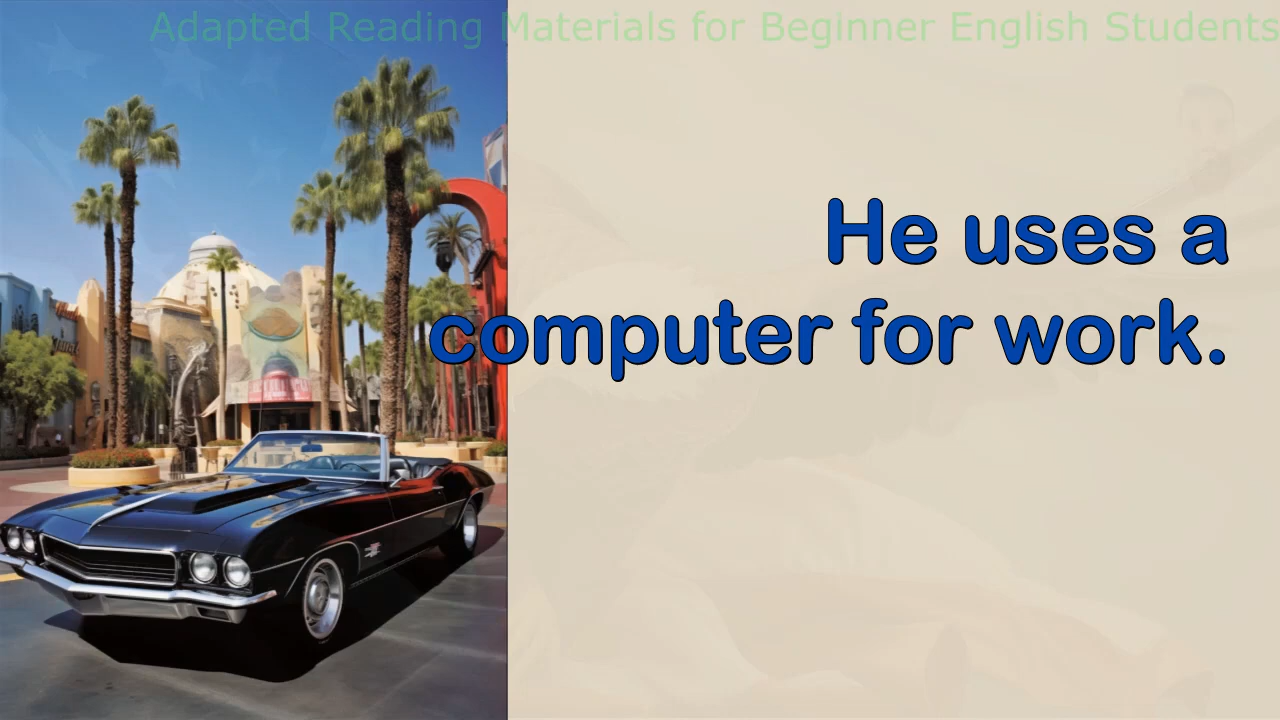 Adapted Reading Materials for Beginner English Students
He uses a
computer for work.